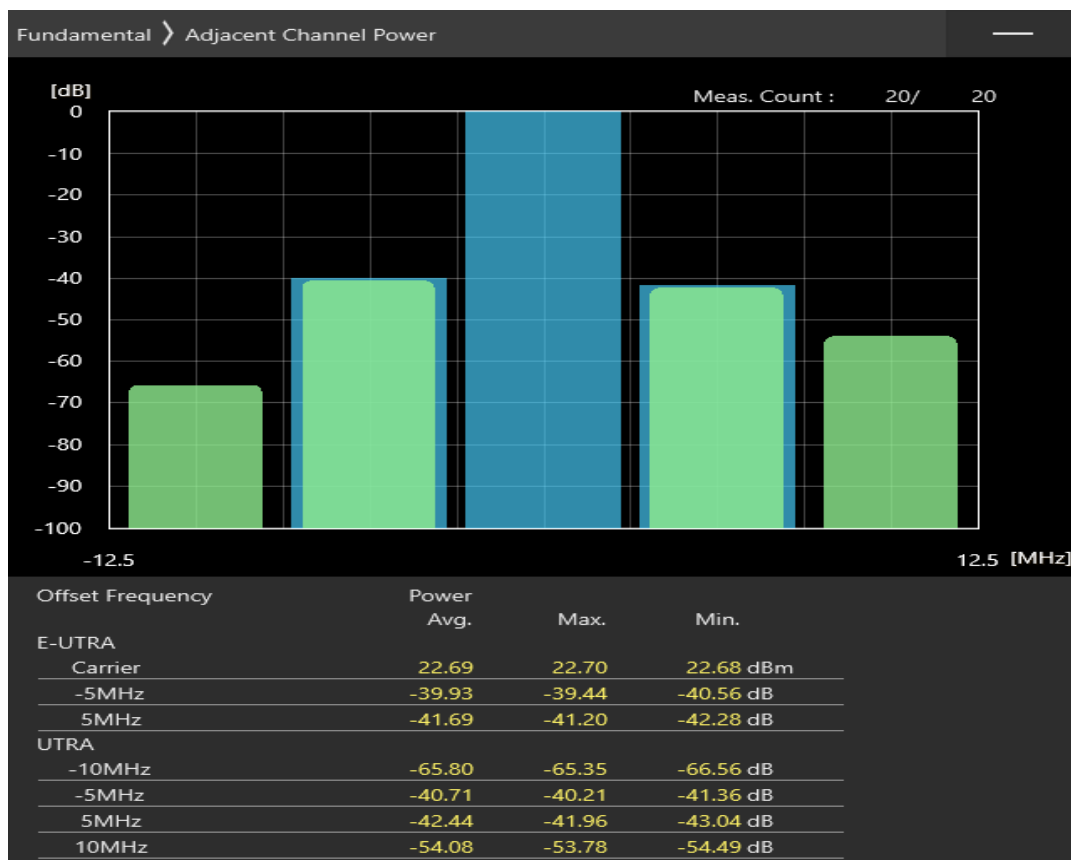 Fundamental ❯ Adjacent Channel Power
[dB]
Meas. Count : 20/ 20
0
-10
-20
-30
-40
-50
-60
-70
-80
-90
-100
-12.5 12.5 [MHz]
Offset Frequency Power
Avg. Max. Min.
E-UTRA
Carrier 22.69 22.70 22.68 dBm
-5MHz -39.93 -39.44 -40.56 dB
5MHz -41.69 -41.20 -42.28 dB
UTRA
-10MHz -65.80 -65.35 -66.56 dB
-5MHz -40.71 -40.21 -41.36 dB
5MHz -42.44 -41.96 -43.04 dB
10MHz -54.08 -53.78 -54.49 dB